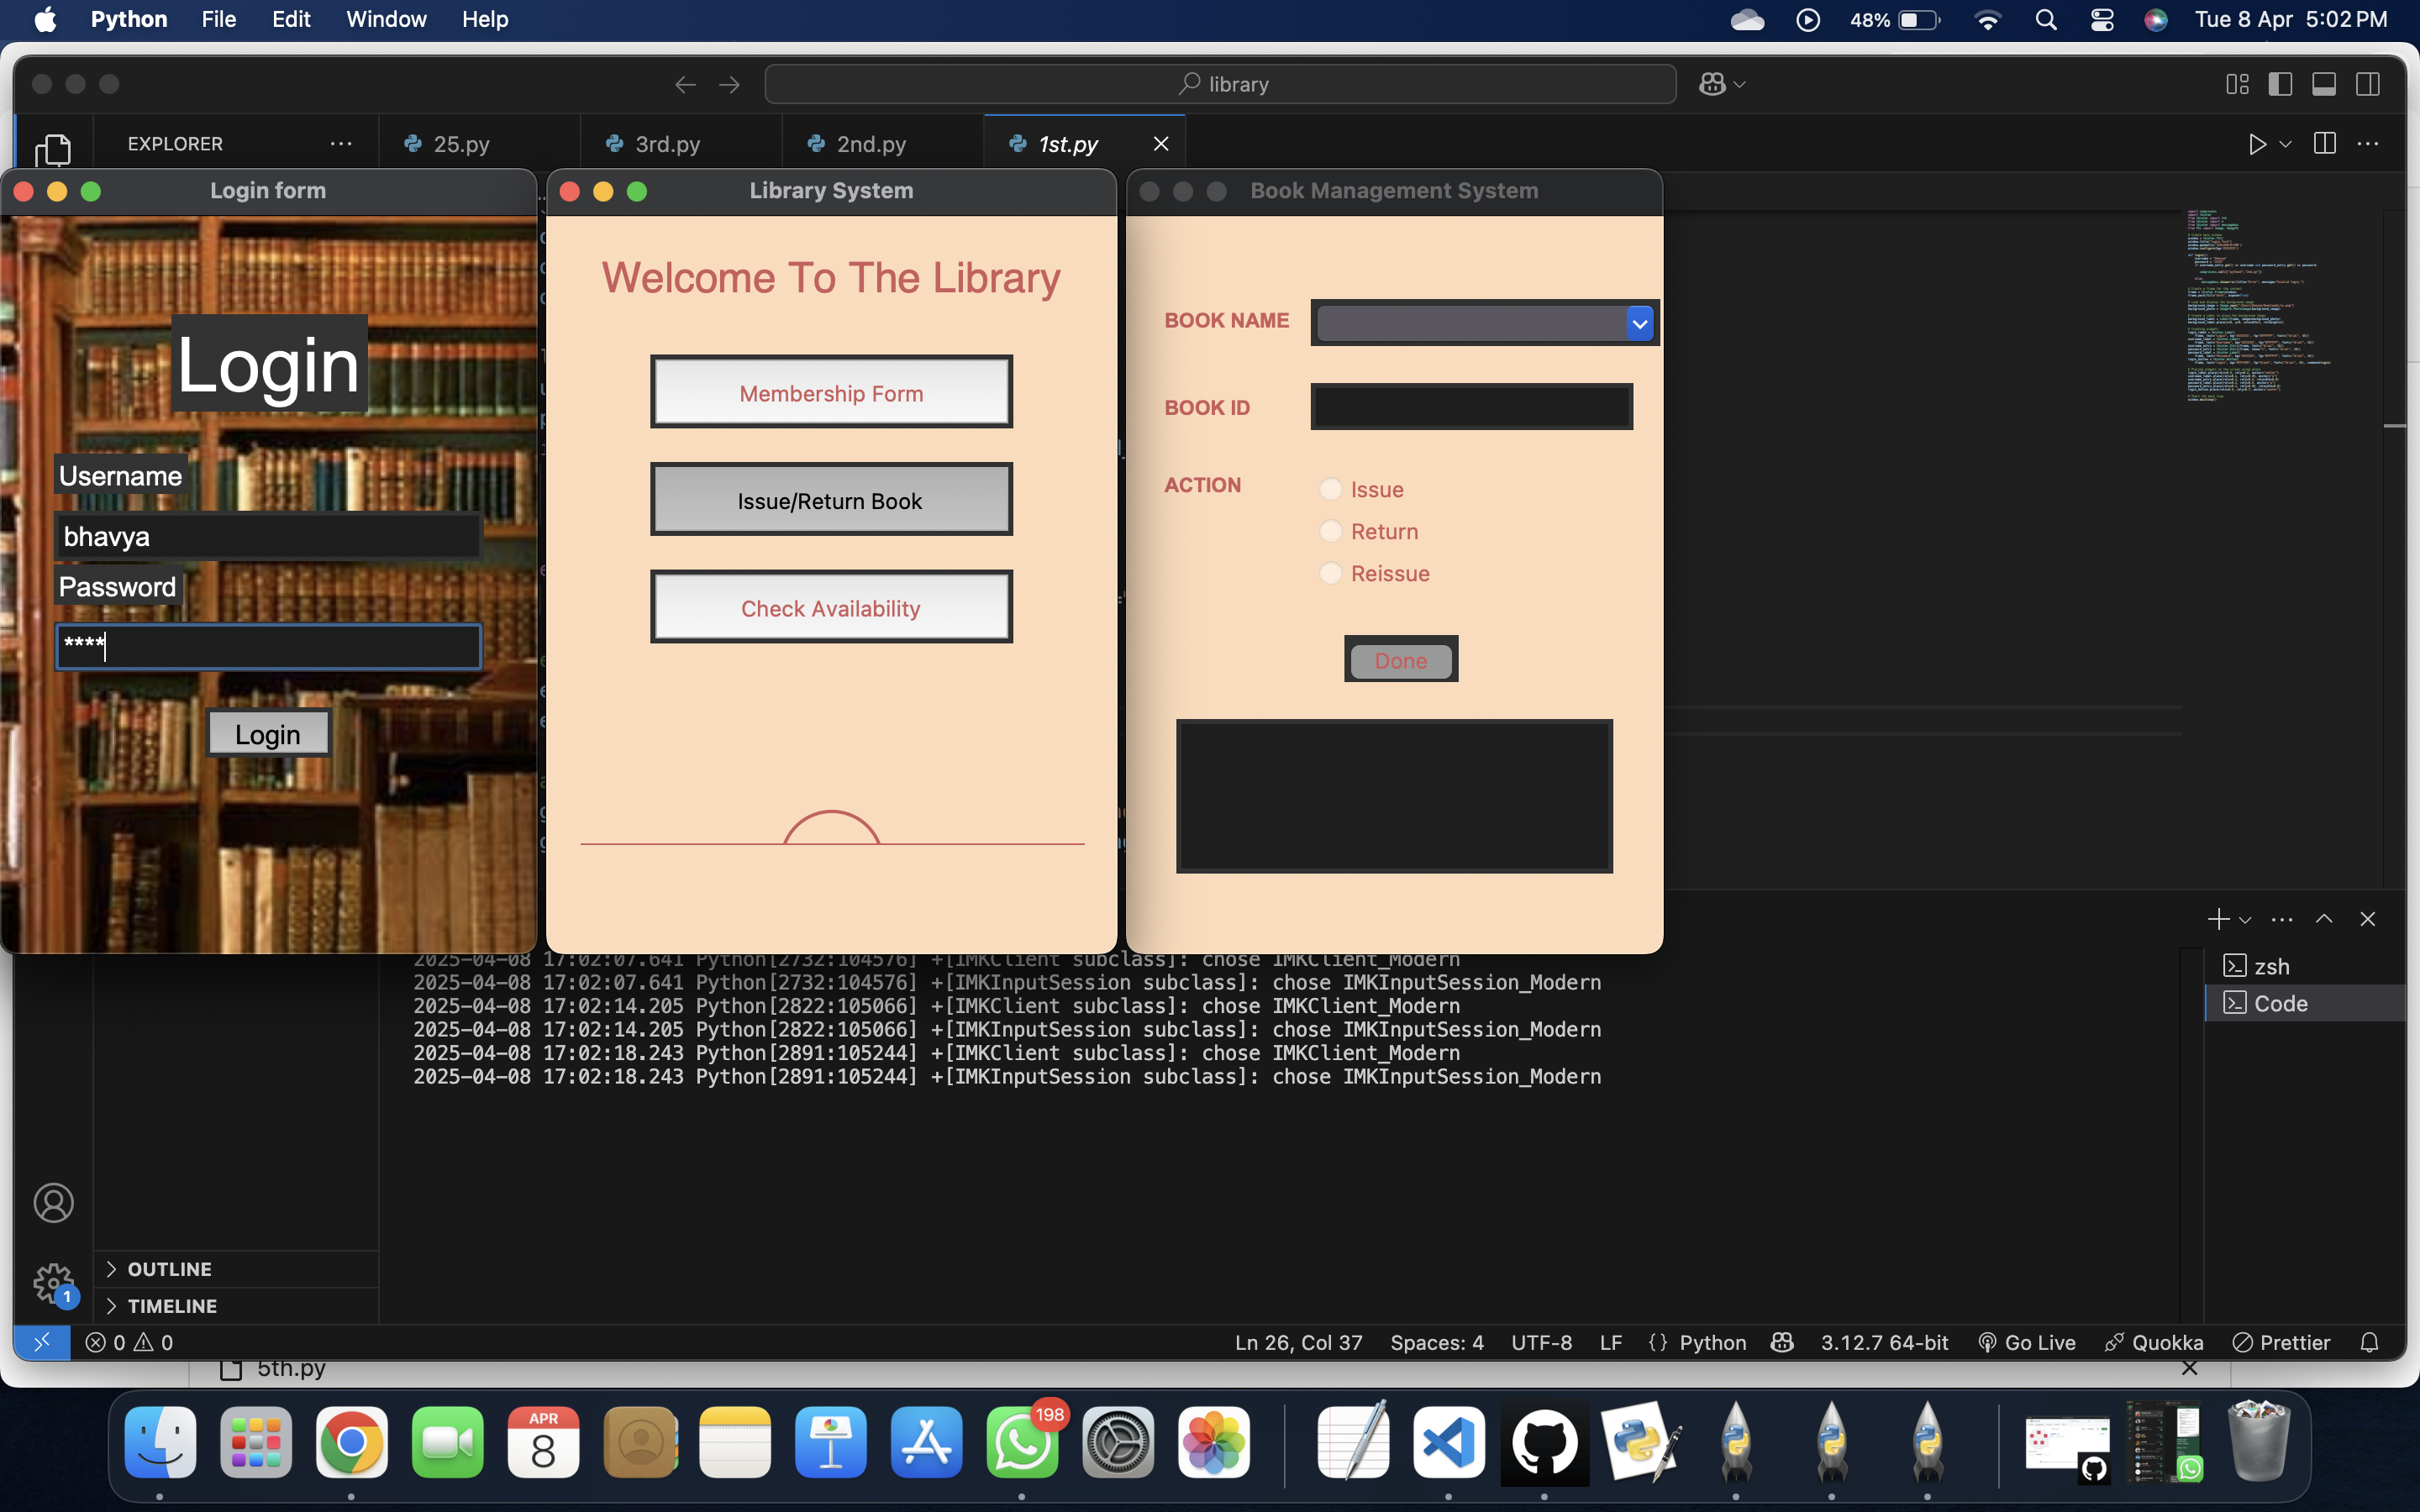 Python File Edit Window Help
48% Tue 8 Apr 5:02 PM
library
EXPLORER
25.py
3rd.py
2nd.py
1st.py
Login form
Login
Username
bhavya
Password
****
Login
Library System
Welcome To The Library
Membership Form
Issue/Return Book
Check Availability
Book Management System
BOOK NAME
BOOK ID
ACTION
Issue
Return
Reissue
Done
2025-04-08 17:02:07.641 Python[2732:104576] +[IMKClient subclass]: chose IMKClient_Modern
2025-04-08 17:02:07.641 Python[2732:104576] +[IMKInputSession subclass]: chose IMKInputSession_Modern
2025-04-08 17:02:14.205 Python[2822:105066] +[IMKClient subclass]: chose IMKClient_Modern
2025-04-08 17:02:14.205 Python[2822:105066] +[IMKInputSession subclass]: chose IMKInputSession_Modern
2025-04-08 17:02:18.243 Python[2891:105244] +[IMKClient subclass]: chose IMKClient_Modern
2025-04-08 17:02:18.243 Python[2891:105244] +[IMKInputSession subclass]: chose IMKInputSession_Modern
zsh
Code
OUTLINE
TIMELINE
1
0 0
Ln 26, Col 37 Spaces: 4 UTF-8 LF {} Python 3.12.7 64-bit Go Live Quokka Prettier
5th.py
APR
8
198